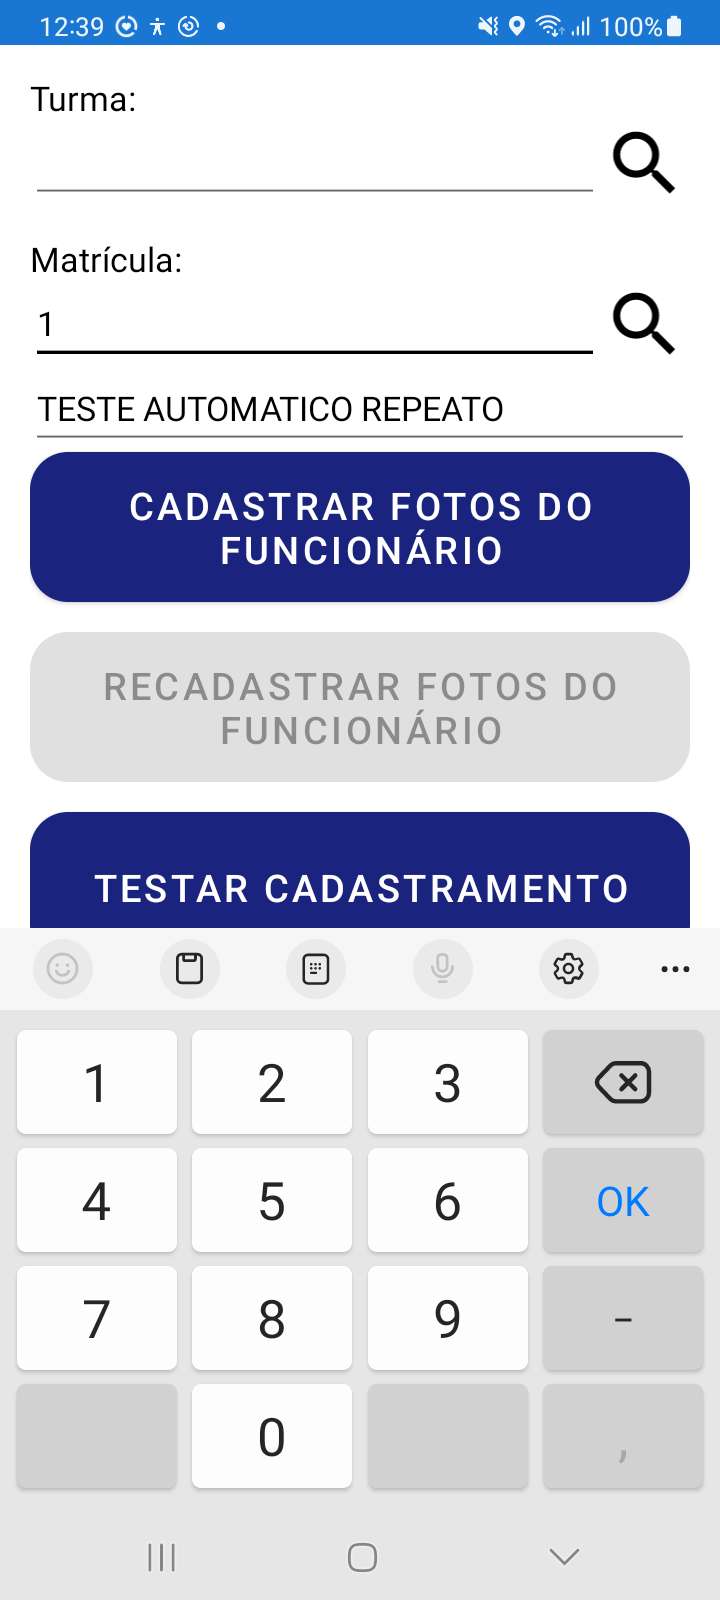 12:39 100%
Turma:
Matrícula:
1
TESTE AUTOMATICO REPEATO
CADASTRAR FOTOS DO
FUNCIONÁRIO
RECADASTRAR FOTOS DO
FUNCIONÁRIO
TESTAR CADASTRAMENTO
1 2 3
4 5 6 OK
7 8 9 -
0 ,